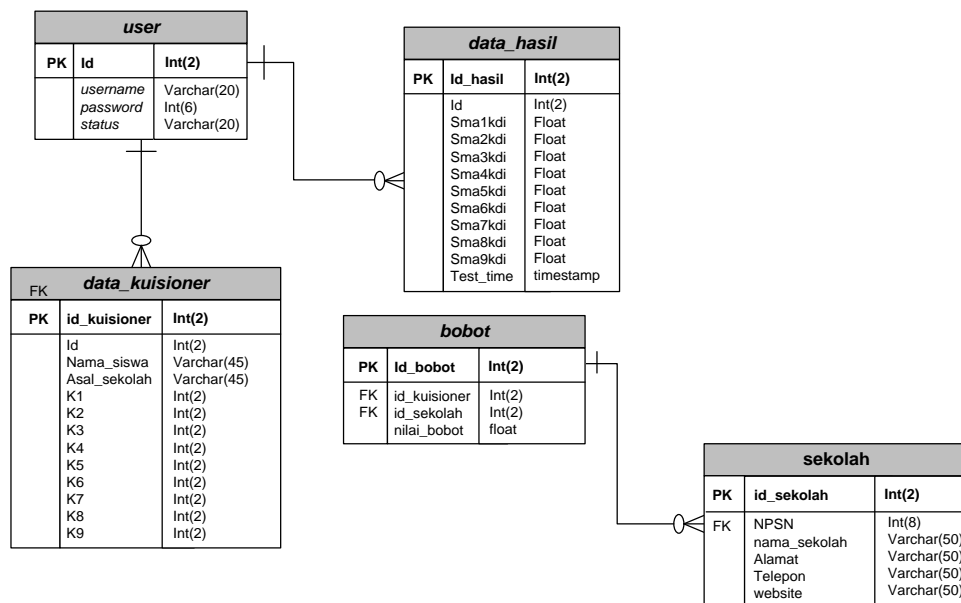 user
PK Id Int(2)
username Varchar(20)
password Int(6)
status Varchar(20)
data_hasil
PK Id_hasil Int(2)
Id Int(2)
Sma1kdi Float
Sma2kdi Float
Sma3kdi Float
Sma4kdi Float
Sma5kdi Float
Sma6kdi Float
Sma7kdi Float
Sma8kdi Float
Sma9kdi Float
Test_time timestamp
data_kuisioner
FK
PK id_kuisioner Int(2)
Id Int(2)
Nama_siswa Varchar(45)
Asal_sekolah Varchar(45)
K1 Int(2)
K2 Int(2)
K3 Int(2)
K4 Int(2)
K5 Int(2)
K6 Int(2)
K7 Int(2)
K8 Int(2)
K9 Int(2)
bobot
PK Id_bobot Int(2)
FK id_kuisioner Int(2)
FK id_sekolah Int(2)
nilai_bobot float
sekolah
PK id_sekolah Int(2)
FK NPSN Int(8)
nama_sekolah Varchar(50)
Alamat Varchar(50)
Telepon Varchar(50)
website Varchar(50)